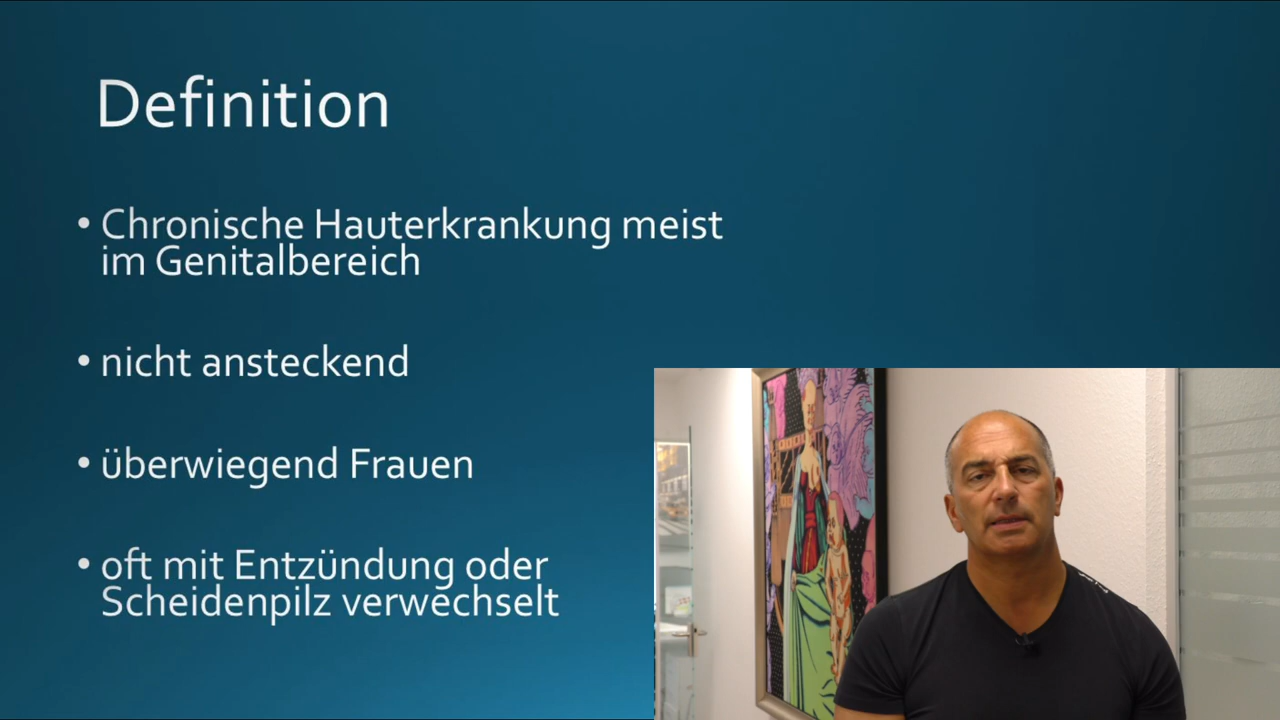 Definition
• Chronische Hauterkrankung meist
im Genitalbereich
• nicht ansteckend
• überwiegend Frauen
• oft mit Entzündung oder
Scheidenpilz verwechselt